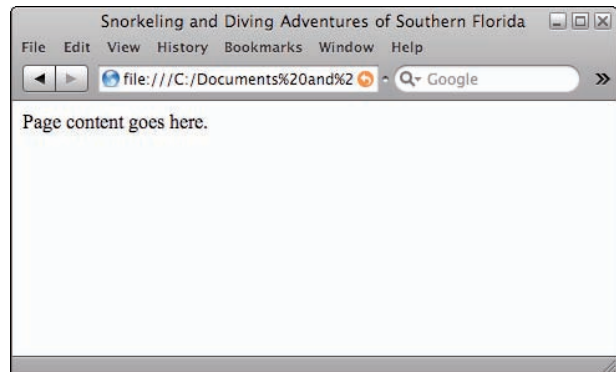 Snorkeling and Diving Adventures of Southern Florida
File Edit View History Bookmarks Window Help
file:///C:/Documents%20and%2 Google
Page content goes here.